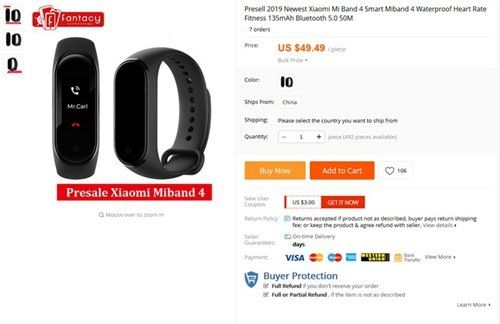 Fantacy
Presell 2019 Newest Xiaomi Mi Band 4 Smart Miband 4 Waterproof Heart Rate
Fitness 135mAh Bluetooth 5.0 50M
7 orders
Price: US $49.49 / piece
Bulk Price
Color:
Ships From: China
Shipping: Please select the country you want to ship from
Quantity: − 1 + piece (492 pieces available)
Buy Now Add to Cart 106
New User
Coupon: US $3.00 GET IT NOW
Return Policy Returns accepted if product not as described, buyer pays return shipping
fee; or keep the product & agree refund with seller. View details
Seller
Guarantees: On-time Delivery
days
Payment: VISA WESTERN UNION Bank Transfer View More
Buyer Protection
Full Refund if you don't receive your order
Full or Partial Refund , if the item is not as described
Learn More
Mr.Carl
Presale Xiaomi Miband 4
Mouse over to zoom in